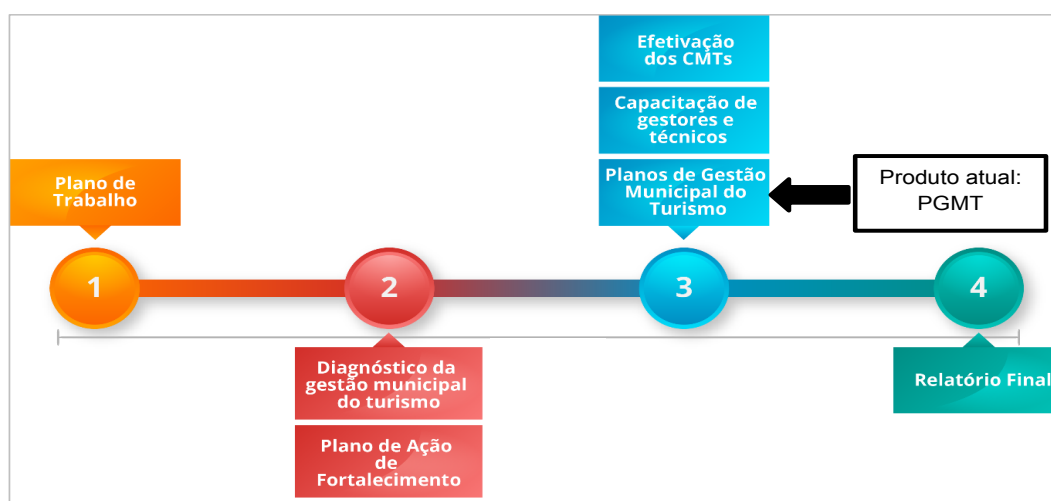 Efetivação
dos CMTs
Capacitação de
gestores e
técnicos
Plano de
Trabalho
Planos de Gestão
Municipal do
Turismo
Produto atual:
PGMT
1
2
3
4
Diagnóstico da
gestão municipal
do turismo
Plano de Ação
de
Fortalecimento
Relatório Final